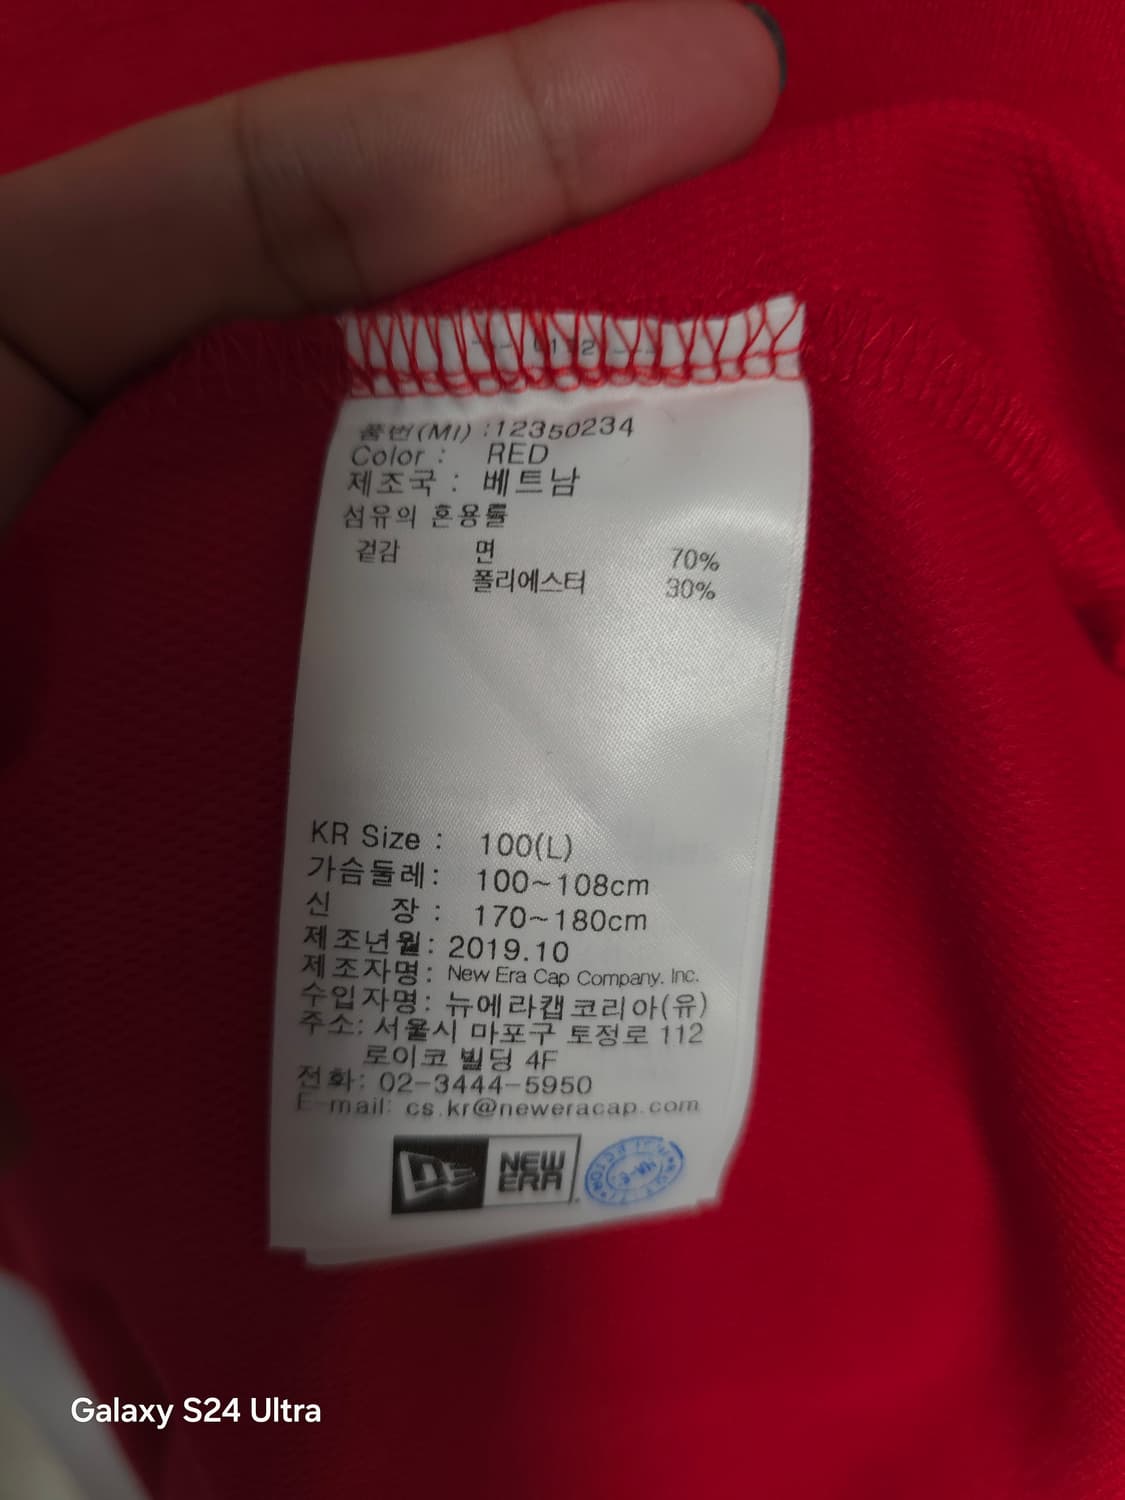 품번(MI) :12350234
Color : RED
제조국 : 베트남
섬유의 혼용률
겉감 면 70%
폴리에스터 30%
KR Size : 100(L)
가슴둘레: 100~108cm
신 장 : 170~180cm
제조년월: 2019.10
제조자명: New Era Cap Company. Inc.
수입자명: 뉴에라캡코리아(유)
주소: 서울시 마포구 토정로 112
로이코 빌딩 4F
전화: 02-3444-5950
E-mail: cs.kr@neweracap.com
NEW
ERA
Galaxy S24 Ultra